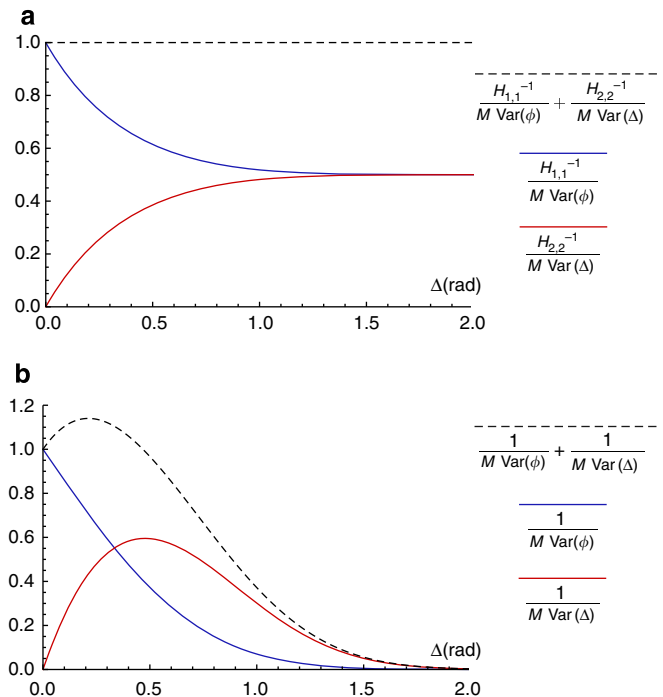 a
1.0
0.8
0.6
0.4
0.2
0.0
0.0 0.5 1.0 1.5 2.0
Δ(rad)
H1,1⁻¹ / M Var(ϕ) + H2,2⁻¹ / M Var(Δ)
H1,1⁻¹ / M Var(ϕ)
H2,2⁻¹ / M Var(Δ)
b
1.2
1.0
0.8
0.6
0.4
0.2
0.0
0.0 0.5 1.0 1.5 2.0
Δ(rad)
1 / M Var(ϕ) + 1 / M Var(Δ)
1 / M Var(ϕ)
1 / M Var(Δ)